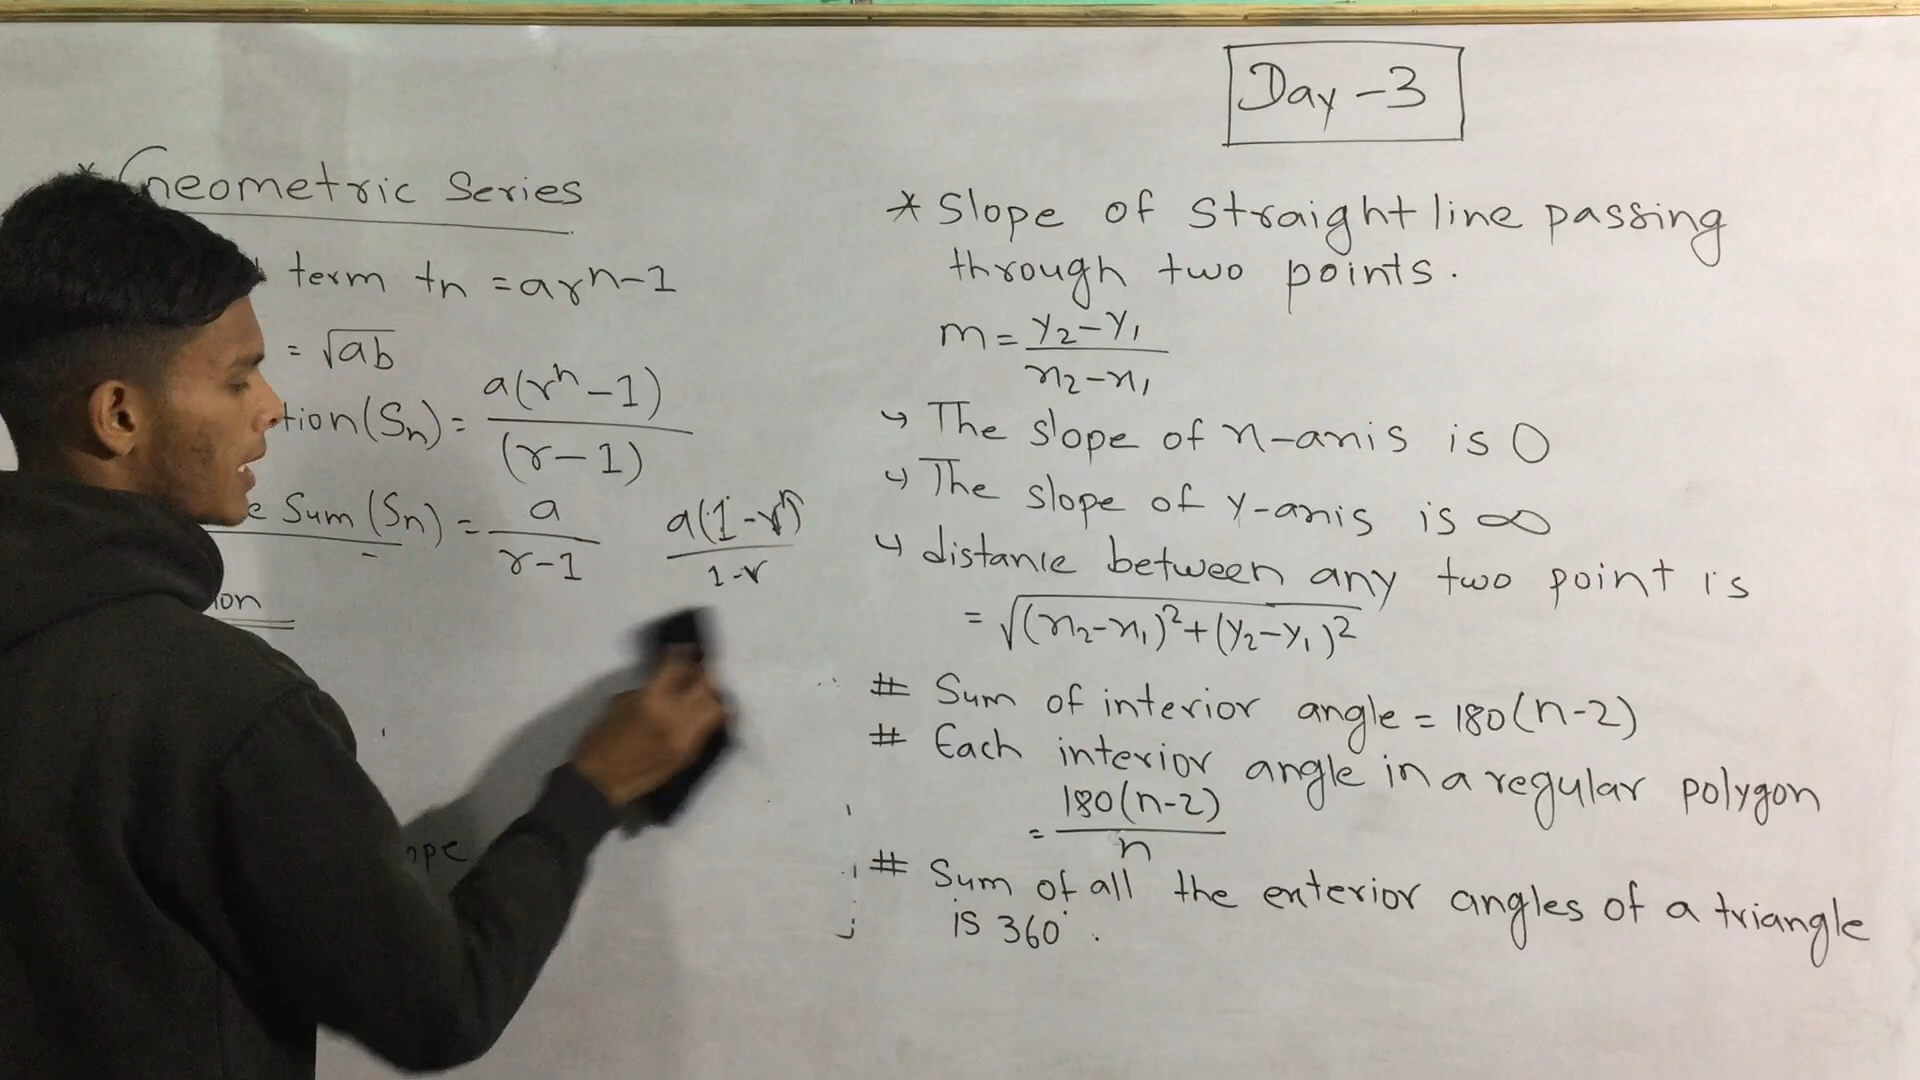 Day-3
* Geometric Series
term tn = arⁿ⁻¹
= √ab
tion (Sn) = a(rⁿ-1)/(r-1)
e Sum (Sn) = a/r-1 a(1-rⁿ)/1-r
ion
ope
* Slope of straight line passing
through two points.
m = y₂-y₁/x₂-x₁
↳ The slope of x-axis is 0
↳ The slope of y-axis is ∞
↳ distance between any two point is
= √(x₂-x₁)²+(y₂-y₁)²
# Sum of interior angle = 180(n-2)
# Each interior angle in a regular polygon
= 180(n-2)/n
# Sum of all the exterior angles of a triangle
is 360°.